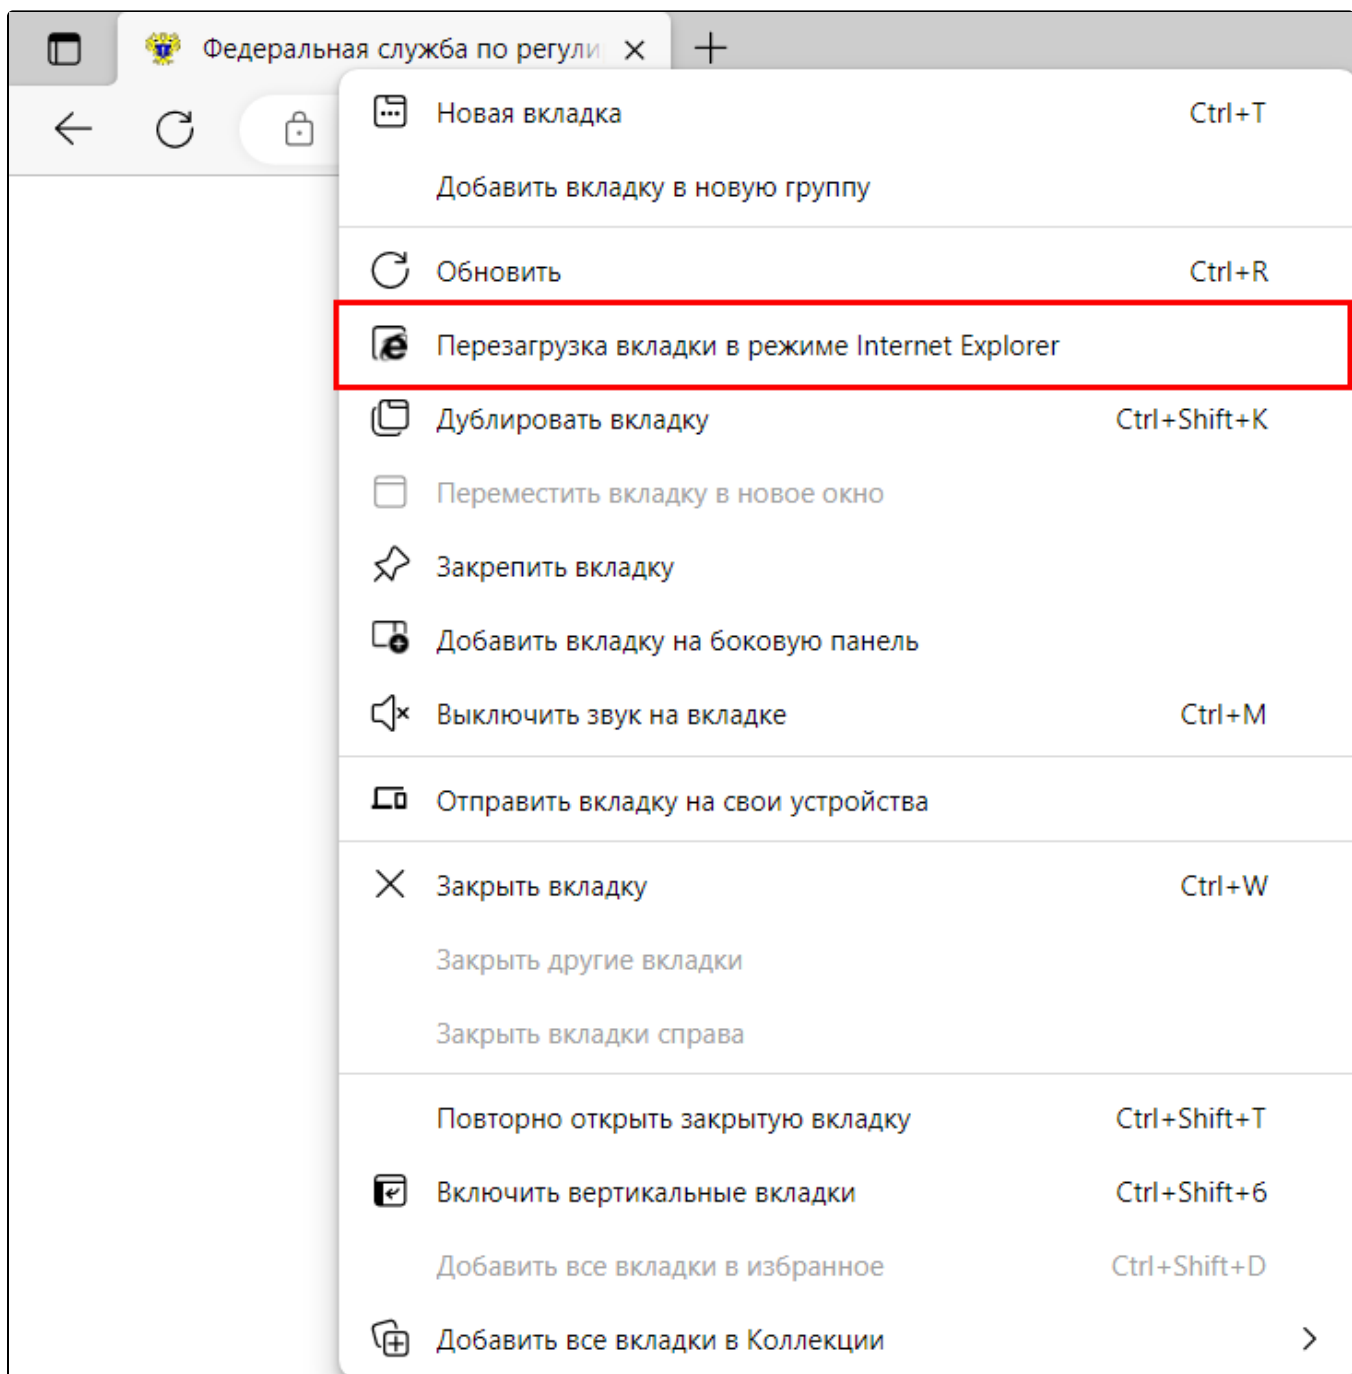 Федеральная служба по регули
Новая вкладка Ctrl+T
Добавить вкладку в новую группу
Обновить Ctrl+R
Перезагрузка вкладки в режиме Internet Explorer
Дублировать вкладку Ctrl+Shift+K
Переместить вкладку в новое окно
Закрепить вкладку
Добавить вкладку на боковую панель
Выключить звук на вкладке Ctrl+M
Отправить вкладку на свои устройства
Закрыть вкладку Ctrl+W
Закрыть другие вкладки
Закрыть вкладки справа
Повторно открыть закрытую вкладку Ctrl+Shift+T
Включить вертикальные вкладки Ctrl+Shift+6
Добавить все вкладки в избранное Ctrl+Shift+D
Добавить все вкладки в Коллекции